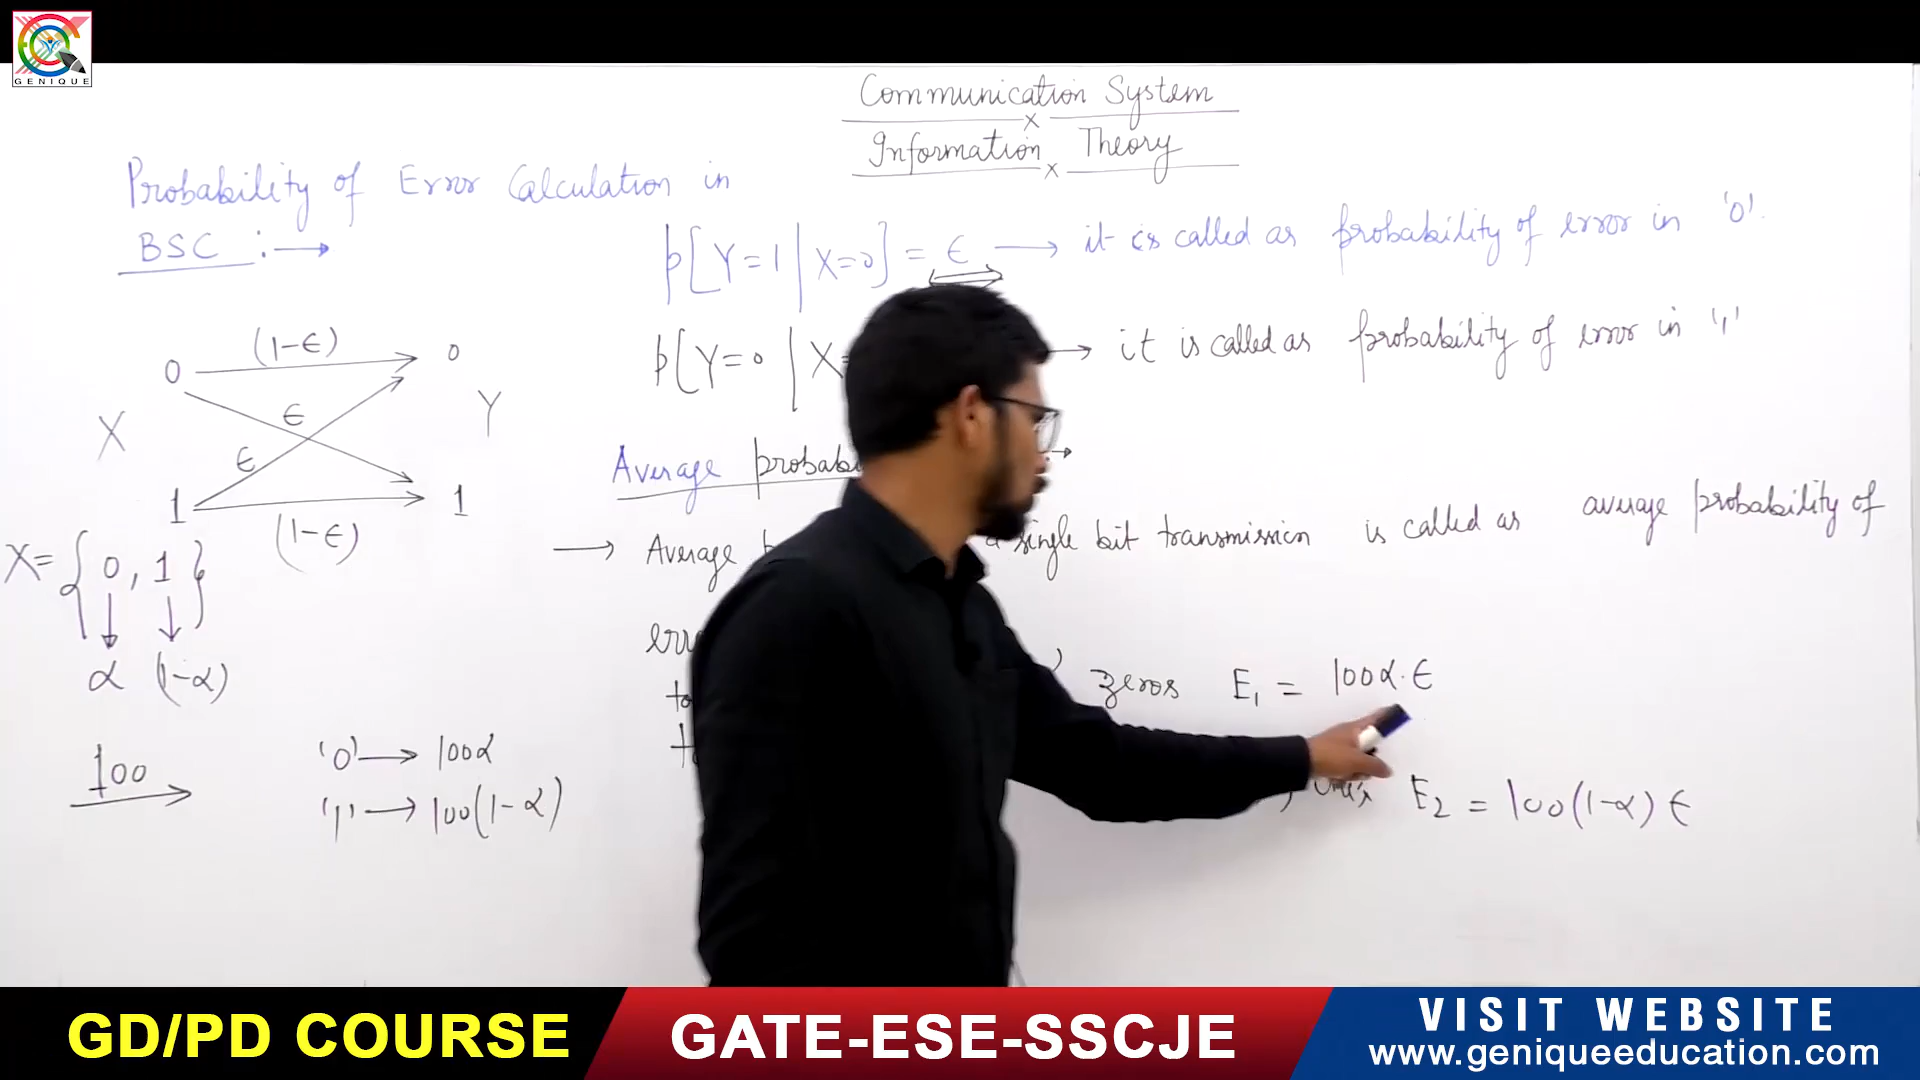 GENIQUE
Communication System
Information Theory
Probability of Error Calculation in
BSC :→
p[Y=1 | X=0] = ϵ → it is called as probability of error in '0'.
p[Y=0 | X= → it is called as probability of error in '1'
0 (1-ϵ) 0
X ϵ Y
ϵ
1 (1-ϵ) 1
X = {0, 1}
↓ ↓
α (1-α)
100 →
'0' → 100α
'1' → 100(1-α)
Average →
→ Average a single bit transmission is called as average probability of
zeros E₁ = 100α.ϵ
E₂ = 100(1-α) ϵ
GD/PD COURSE
GATE-ESE-SSCJE
VISIT WEBSITE
www.geniqueeducation.com